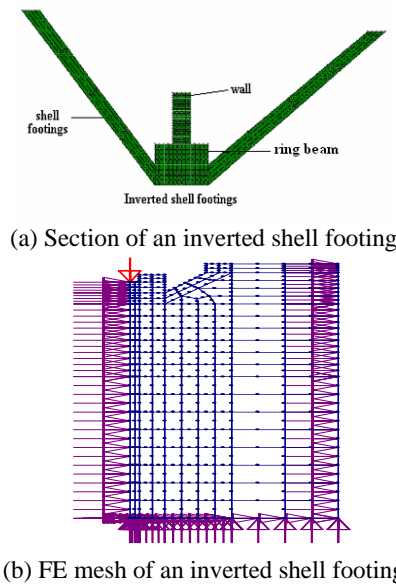 wall
shell
footings
ring beam
Inverted shell footings
(a) Section of an inverted shell footing
(b) FE mesh of an inverted shell footing